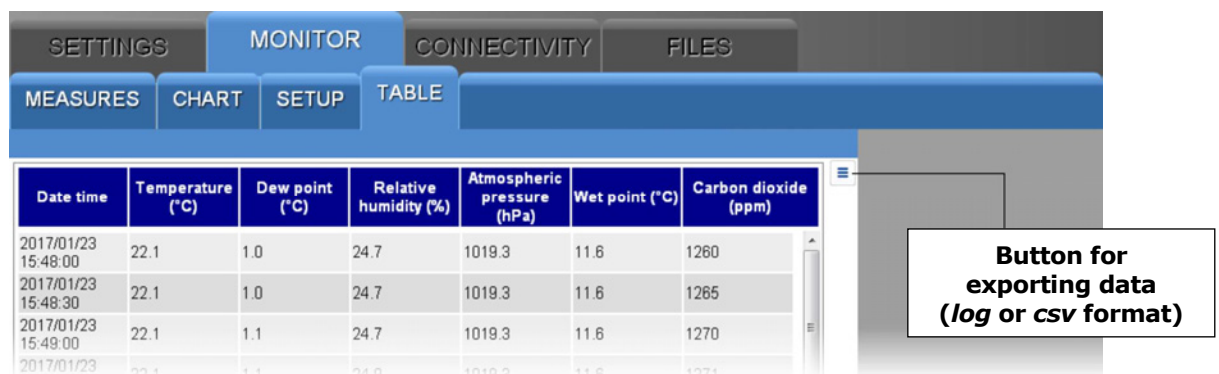 SETTINGS MONITOR CONNECTIVITY FILES
MEASURES CHART SETUP TABLE
Date time Temperature (°C) Dew point (°C) Relative humidity (%) Atmospheric pressure (hPa) Wet point (°C) Carbon dioxide (ppm)
2017/01/23 15:48:00 22.1 1.0 24.7 1019.3 11.6 1260
2017/01/23 15:48:30 22.1 1.0 24.7 1019.3 11.6 1265
2017/01/23 15:49:00 22.1 1.1 24.7 1019.3 11.6 1270
2017/01/23
Button for
exporting data
(log or csv format)